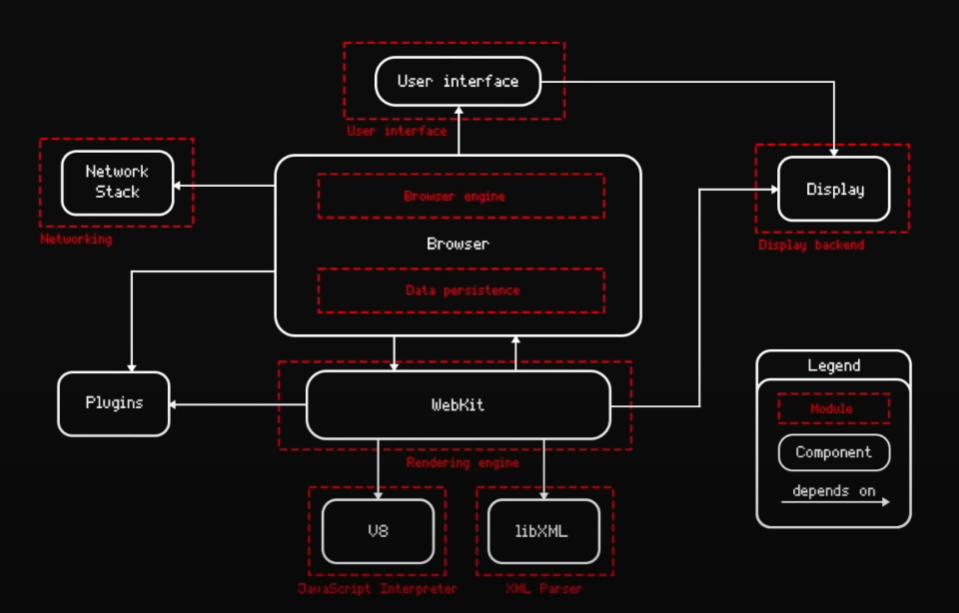 User interface
User interface
Network
Stack
Networking
Browser engine
Browser
Data persistence
Display
Display backend
Plugins
WebKit
Rendering engine
V8
JavaScript Interpreter
libXML
XML Parser
Legend
Module
Component
depends on